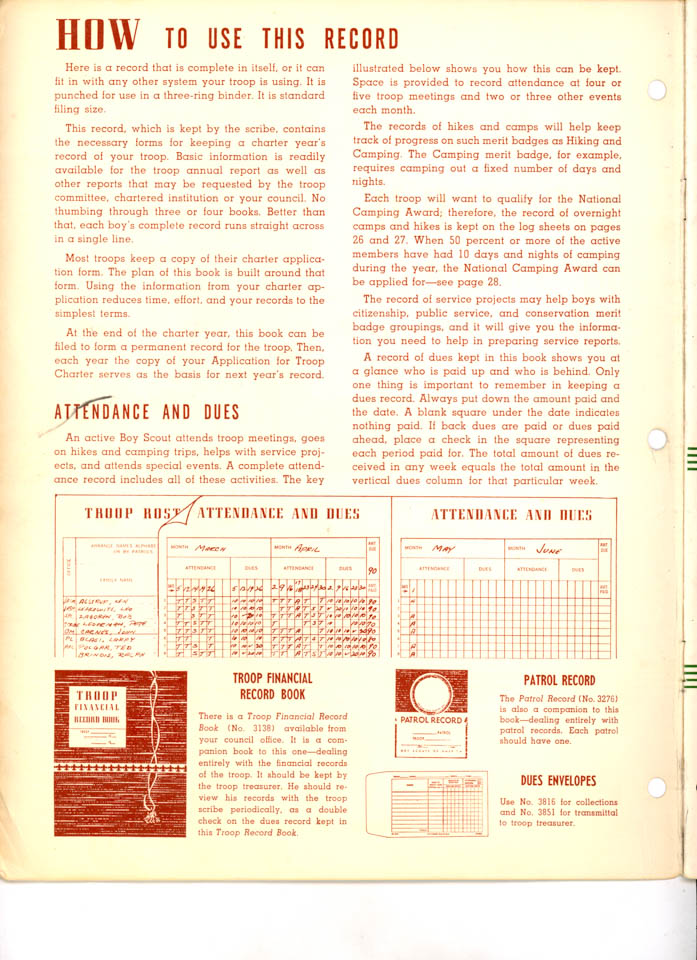 HOW TO USE THIS RECORD
Here is a record that is complete in itself, or it can
fit in with any other system your troop is using. It is
punched for use in a three-ring binder. It is standard
filing size.
This record, which is kept by the scribe, contains
the necessary forms for keeping a charter year's
record of your troop. Basic information is readily
available for the troop annual report as well as
other reports that may be requested by the troop
committee, chartered institution or your council. No
thumbing through three or four books. Better than
that, each boy's complete record runs straight across
in a single line.
Most troops keep a copy of their charter applica-
tion form. The plan of this book is built around that
form. Using the information from your charter ap-
plication reduces time, effort, and your records to the
simplest terms.
At the end of the charter year, this book can be
filed to form a permanent record for the troop. Then,
each year the copy of your Application for Troop
Charter serves as the basis for next year's record.
ATTENDANCE AND DUES
An active Boy Scout attends troop meetings, goes
on hikes and camping trips, helps with service proj-
ects, and attends special events. A complete attend-
ance record includes all of these activities. The key
illustrated below shows you how this can be kept.
Space is provided to record attendance at four or
five troop meetings and two or three other events
each month.
The records of hikes and camps will help keep
track of progress on such merit badges as Hiking and
Camping. The Camping merit badge, for example,
requires camping out a fixed number of days and
nights.
Each troop will want to qualify for the National
Camping Award; therefore, the record of overnight
camps and hikes is kept on the log sheets on pages
26 and 27. When 50 percent or more of the active
members have had 10 days and nights of camping
during the year, the National Camping Award can
be applied for—see page 28.
The record of service projects may help boys with
citizenship, public service, and conservation merit
badge groupings, and it will give you the informa-
tion you need to help in preparing service reports.
A record of dues kept in this book shows you at
a glance who is paid up and who is behind. Only
one thing is important to remember in keeping a
dues record. Always put down the amount paid and
the date. A blank square under the date indicates
nothing paid. If back dues are paid or dues paid
ahead, place a check in the square representing
each period paid for. The total amount of dues re-
ceived in any week equals the total amount in the
vertical dues column for that particular week.
TROOP ROST ATTENDANCE AND DUES
ATTENDANCE AND DUES
ARRANGE NAMES ALPHABET
OR BY PATROLS
OFFICE
FAMILY NAME
MONTH March MONTH April
ATTENDANCE DUES ATTENDANCE DUES
90
MONTH May MONTH June
ATTENDANCE DUES ATTENDANCE DUES
TROOP
FINANCIAL
RECORD BOOK
TROOP FINANCIAL
RECORD BOOK
There is a Troop Financial Record
Book (No. 3138) available from
your council office. It is a com-
panion book to this one—dealing
entirely with the financial records
of the troop. It should be kept by
the troop treasurer. He should re-
view his records with the troop
scribe periodically, as a double
check on the dues record kept in
this Troop Record Book.
PATROL RECORD
PATROL
TROOP
PATROL RECORD
The Patrol Record (No. 3276)
is also a companion to this
book—dealing entirely with
patrol records. Each patrol
should have one.
DUES ENVELOPES
Use No. 3816 for collections
and No. 3851 for transmittal
to troop treasurer.